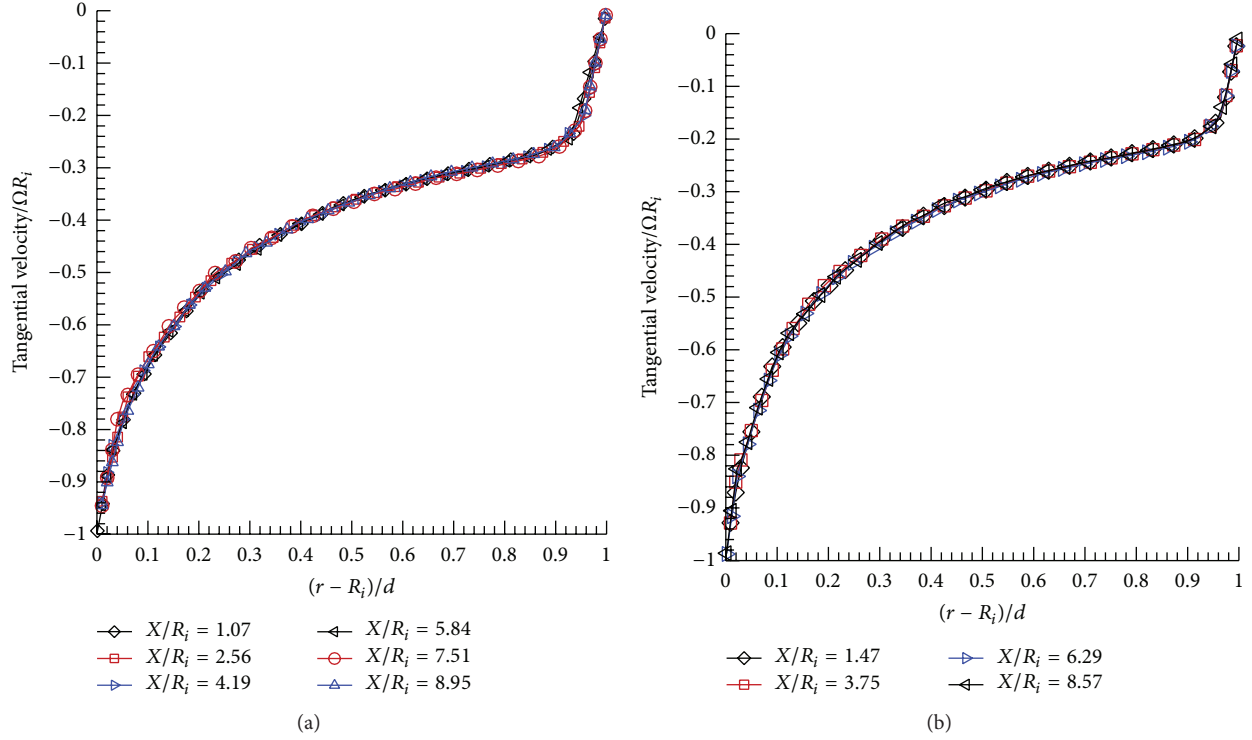 0
−0.1
−0.2
−0.3
−0.4
−0.5
−0.6
−0.7
−0.8
−0.9
−1
Tangential velocity/ΩR_i
0 0.1 0.2 0.3 0.4 0.5 0.6 0.7 0.8 0.9 1
(r − R_i)/d
X/R_i = 1.07 X/R_i = 5.84
X/R_i = 2.56 X/R_i = 7.51
X/R_i = 4.19 X/R_i = 8.95
(a)
0
−0.1
−0.2
−0.3
−0.4
−0.5
−0.6
−0.7
−0.8
−0.9
−1
Tangential velocity/ΩR_i
0 0.1 0.2 0.3 0.4 0.5 0.6 0.7 0.8 0.9 1
(r − R_i)/d
X/R_i = 1.47 X/R_i = 6.29
X/R_i = 3.75 X/R_i = 8.57
(b)